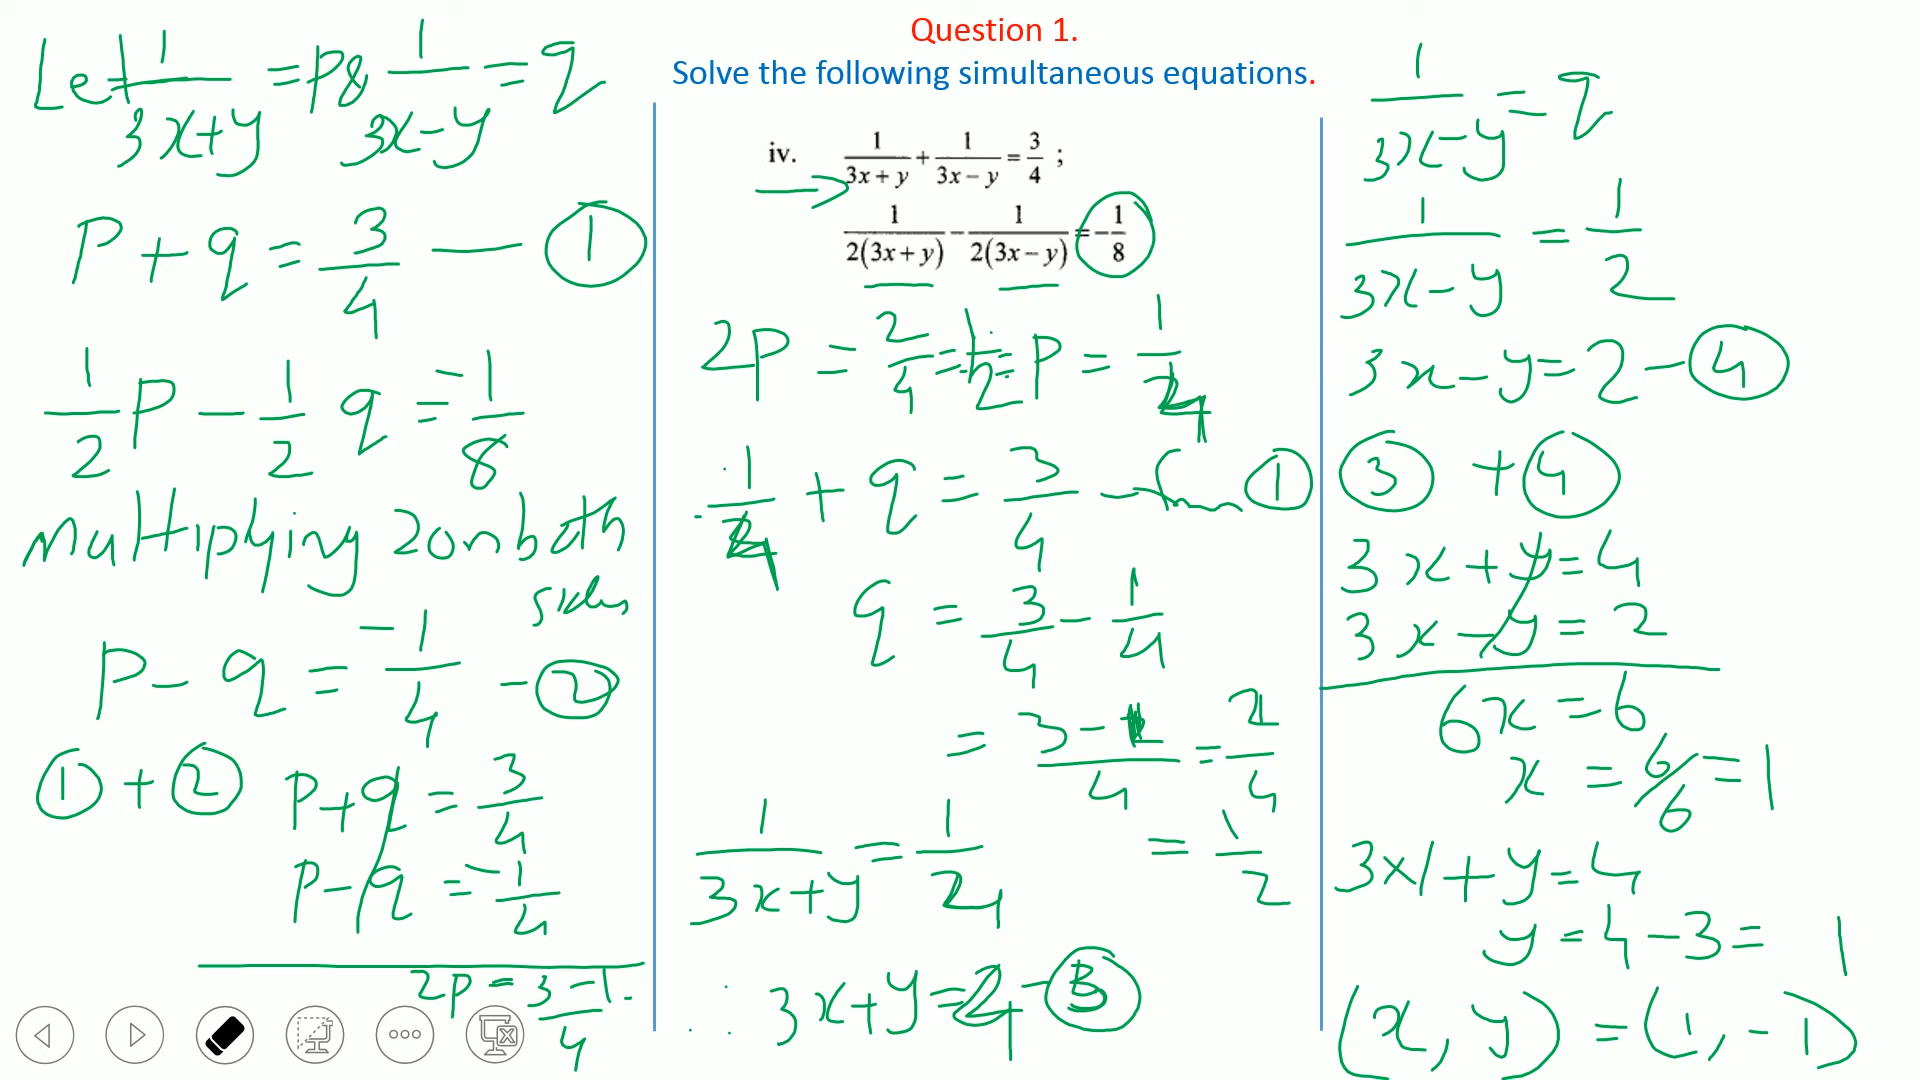 Question 1.
Solve the following simultaneous equations.
Let 1/(3x+y) = p & 1/(3x-y) = q
p + q = 3/4 — ①
1/2 p - 1/2 q = -1/8
Multiplying 2 on both
sides
p - q = -1/4 - ②
① + ②
p + q = 3/4
p - q = -1/4
2p = (3-1)/4
iv. 1/(3x+y) + 1/(3x-y) = 3/4 ;
1/(2(3x+y)) - 1/(2(3x-y)) = -1/8
2p = 2/4 = 1/2 = p = 1/4
1/4 + q = 3/4 - from ①
q = 3/4 - 1/4
= (3-1)/4 = 2/4
= 1/2
1/(3x+y) = 1/4
∴ 3x+y=4 - ③
1/(3x-y) = q
1/(3x-y) = 1/2
3x-y=2 - ④
③ + ④
3x+y=4
3x-y=2
6x=6
x = 6/6 = 1
3×1+y=4
y=4-3= 1
(x, y) = (1, -1)